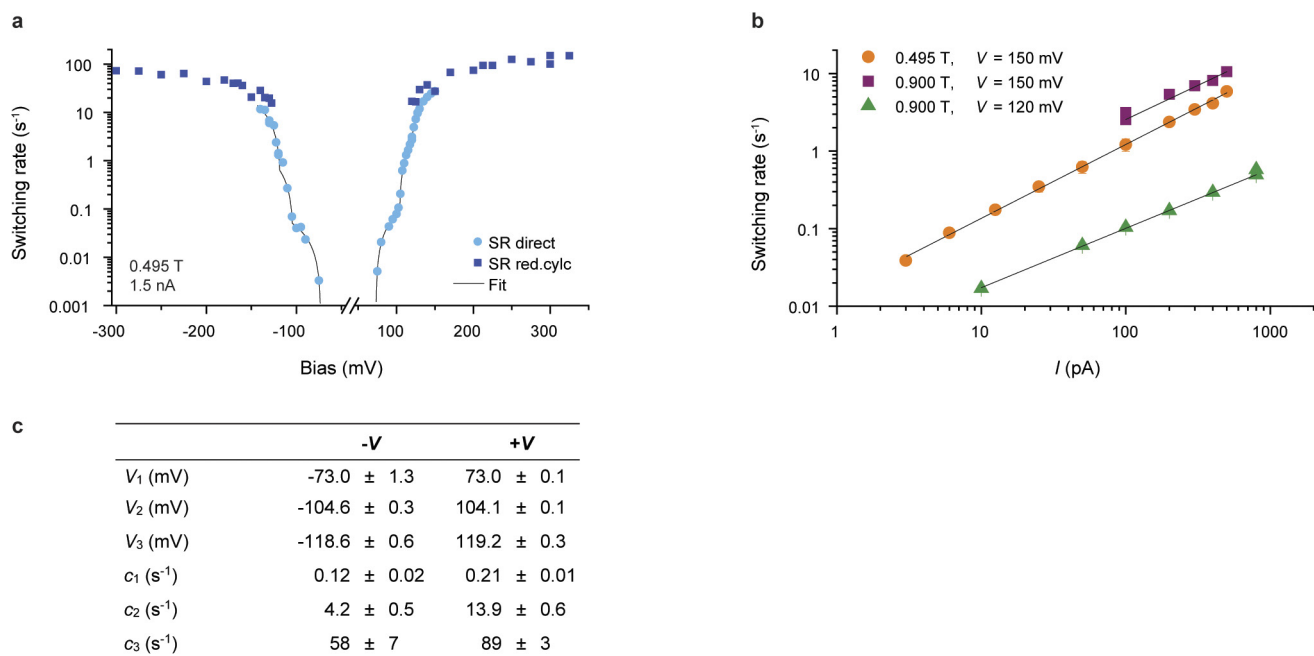 a
Switching rate (s⁻¹)
100
10
1
0.1
0.01
0.001
0.495 T
1.5 nA
SR direct
SR red.cylc
Fit
-300 -200 -100 100 200 300
Bias (mV)
b
Switching rate (s⁻¹)
10
1
0.1
0.01
0.495 T, V = 150 mV
0.900 T, V = 150 mV
0.900 T, V = 120 mV
1 10 100 1000
I (pA)
c
-V +V
V₁ (mV) -73.0 ± 1.3 73.0 ± 0.1
V₂ (mV) -104.6 ± 0.3 104.1 ± 0.1
V₃ (mV) -118.6 ± 0.6 119.2 ± 0.3
c₁ (s⁻¹) 0.12 ± 0.02 0.21 ± 0.01
c₂ (s⁻¹) 4.2 ± 0.5 13.9 ± 0.6
c₃ (s⁻¹) 58 ± 7 89 ± 3